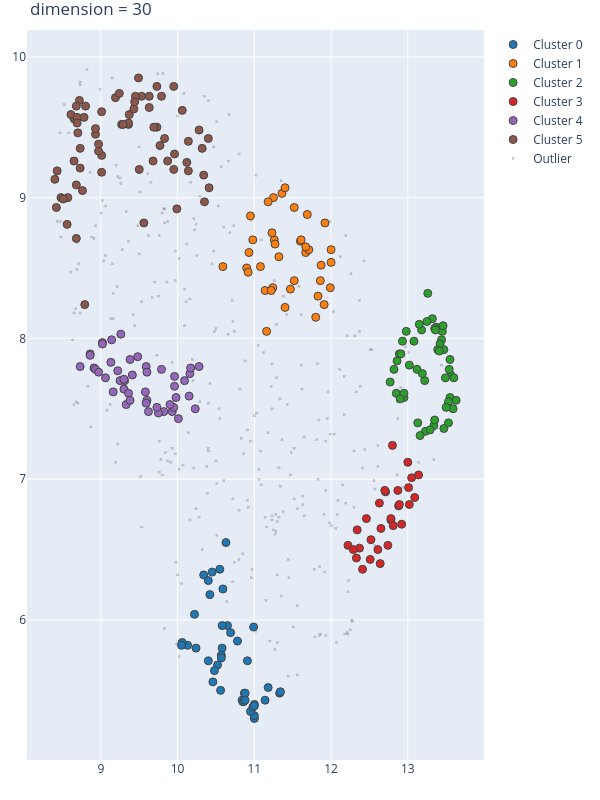 dimension = 30
Cluster 0
Cluster 1
Cluster 2
Cluster 3
Cluster 4
Cluster 5
Outlier
10
9
8
7
6
9 10 11 12 13